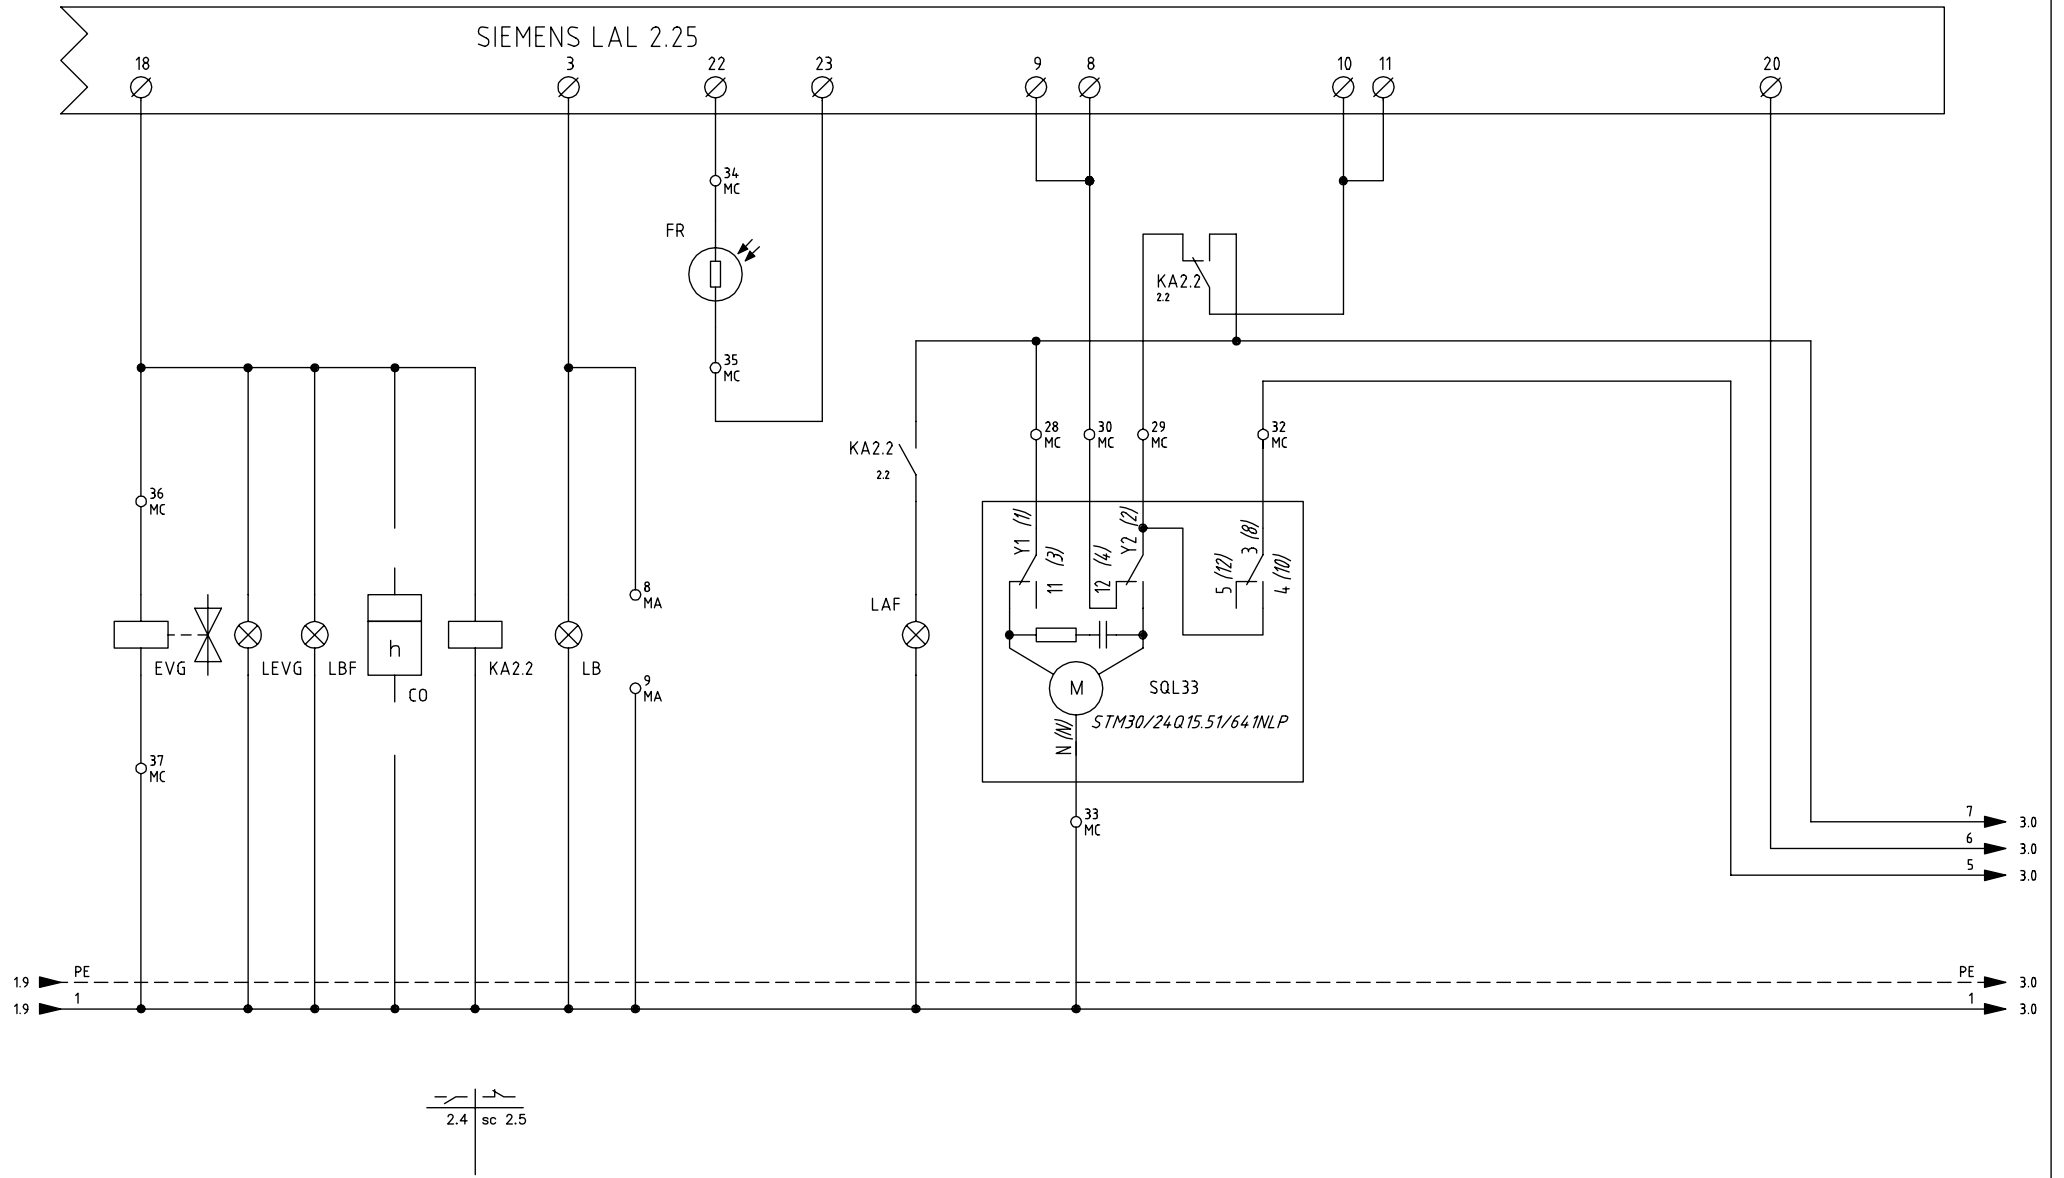 SIEMENS LAL 2.25
18
3
22
23
9
8
10
11
20
34
MC
FR
KA2.2
2.2
35
MC
28
MC
30
MC
29
MC
32
MC
KA2.2
2.2
36
MC
Y1 (1)
11 (3)
12 (4)
Y2 (2)
5 (12)
3 (8)
4 (10)
8
MA
LAF
h
EVG
LEVG
LBF
CO
KA2.2
LB
9
MA
M
SQL33
STM30/24Q15.51/641NLP
N (N)
37
MC
33
MC
7
3.0
6
3.0
5
3.0
1.9
PE
PE
3.0
1.9
1
1
3.0
2.4
sc 2.5